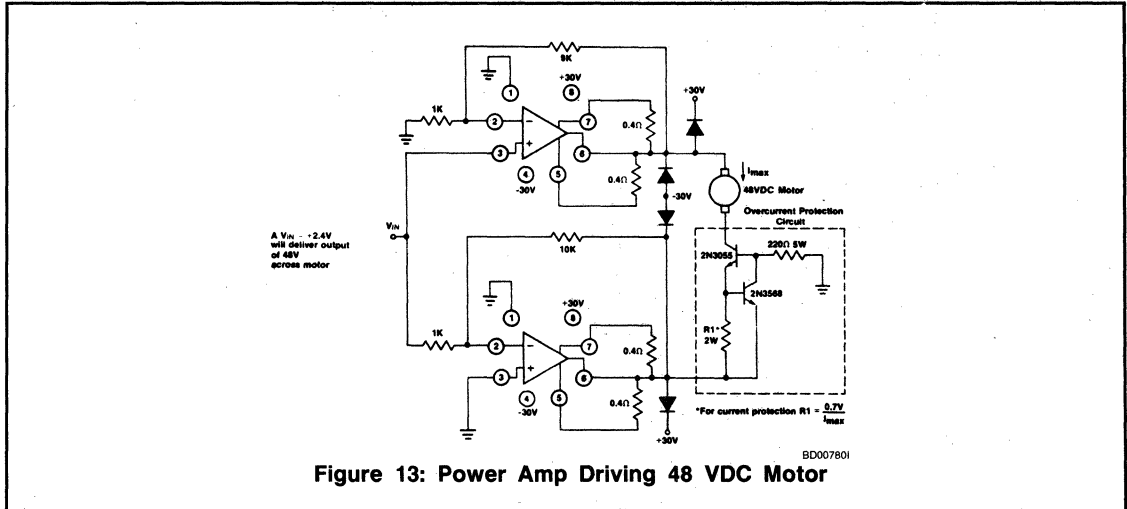 9K
+30V
1
8
+30V
1K
2
7
0.4Ω
3
6
4
5
-30V
0.4Ω
-30V
Imax
48VDC Motor
Overcurrent Protection
Circuit
VIN
A VIN = +2.4V
will deliver output
of 48V
across motor
10K
2N3055
220Ω 5W
2N3568
+30V
1
8
R1*
2W
1K
2
7
0.4Ω
3
6
4
5
-30V
0.4Ω
*For current protection R1 = 0.7V
Imax
+30V
BD00780I
Figure 13: Power Amp Driving 48 VDC Motor